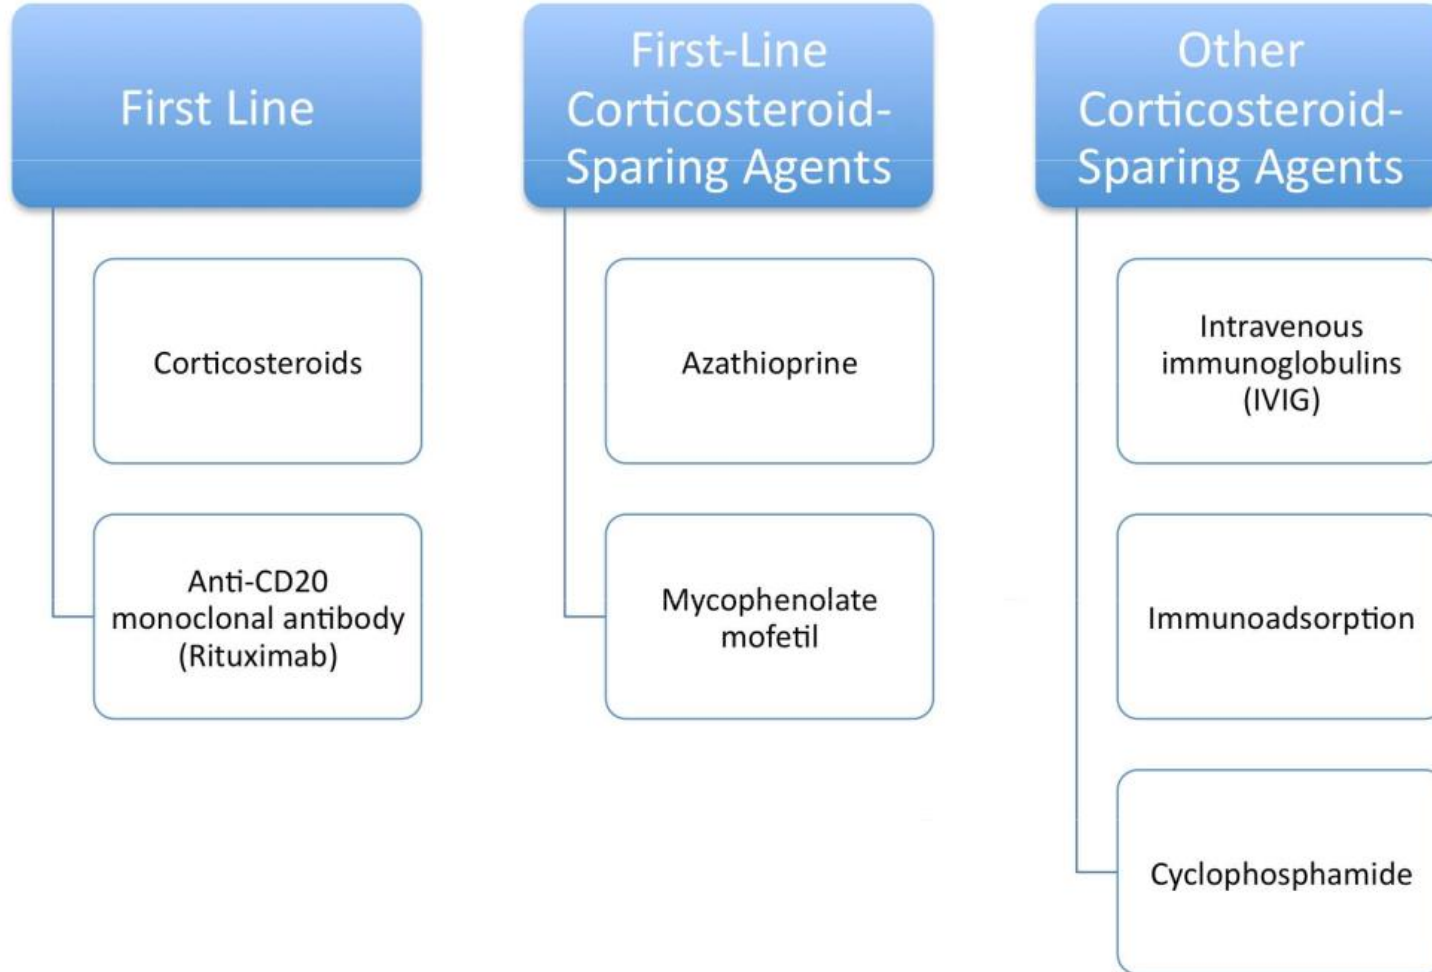 First Line
Corticosteroids
Anti-CD20
monoclonal antibody
(Rituximab)
First-Line
Corticosteroid-
Sparing Agents
Azathioprine
Mycophenolate
mofetil
Other
Corticosteroid-
Sparing Agents
Intravenous
immunoglobulins
(IVIG)
Immunoadsorption
Cyclophosphamide